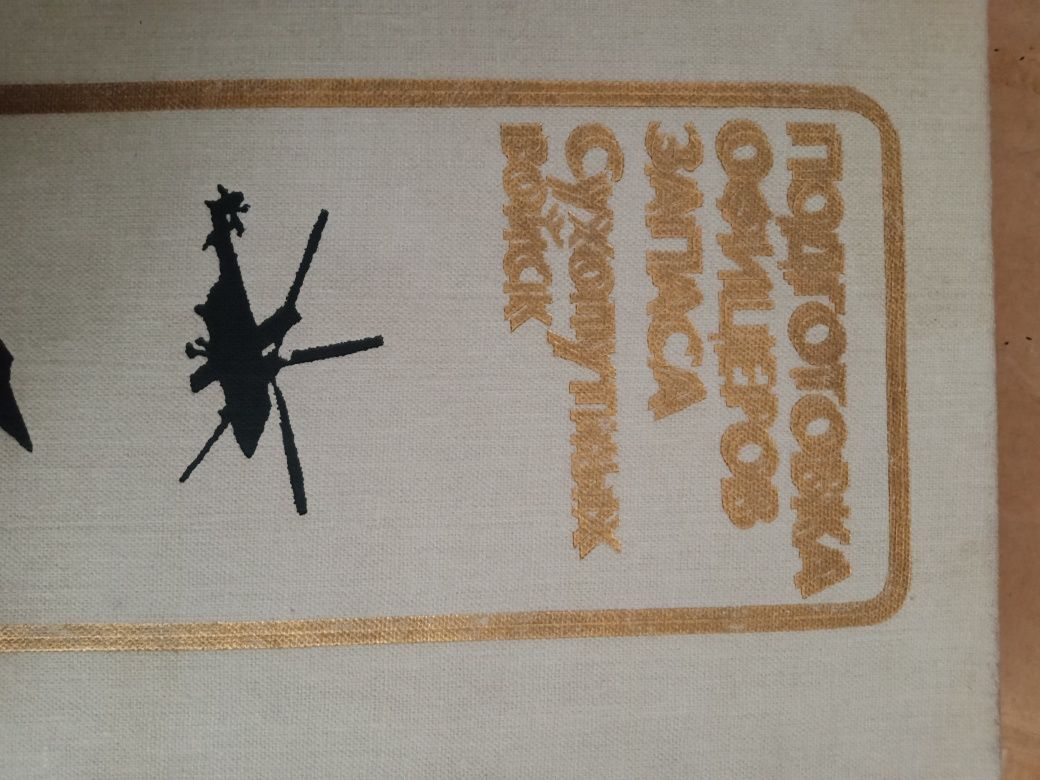 ПОДГОТОВКА
ОФИЦЕРОВ
ЗАПАСА
Сухопутных
войск